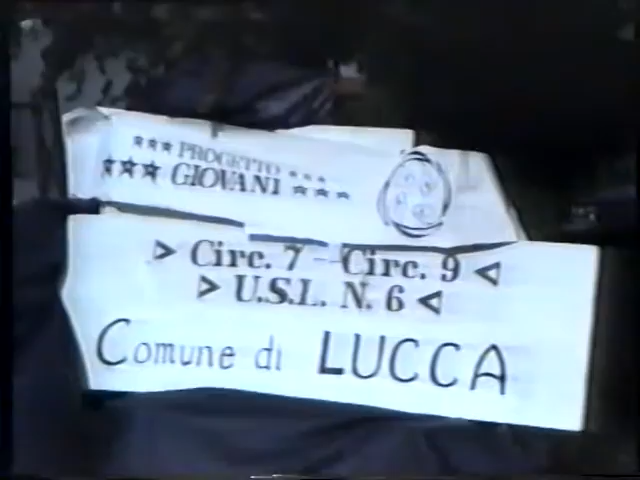 *** PROGETTO ***
*** GIOVANI ***
> Circ. 7 - Circ. 9 <
> U.S.L. N. 6 <
Comune di LUCCA